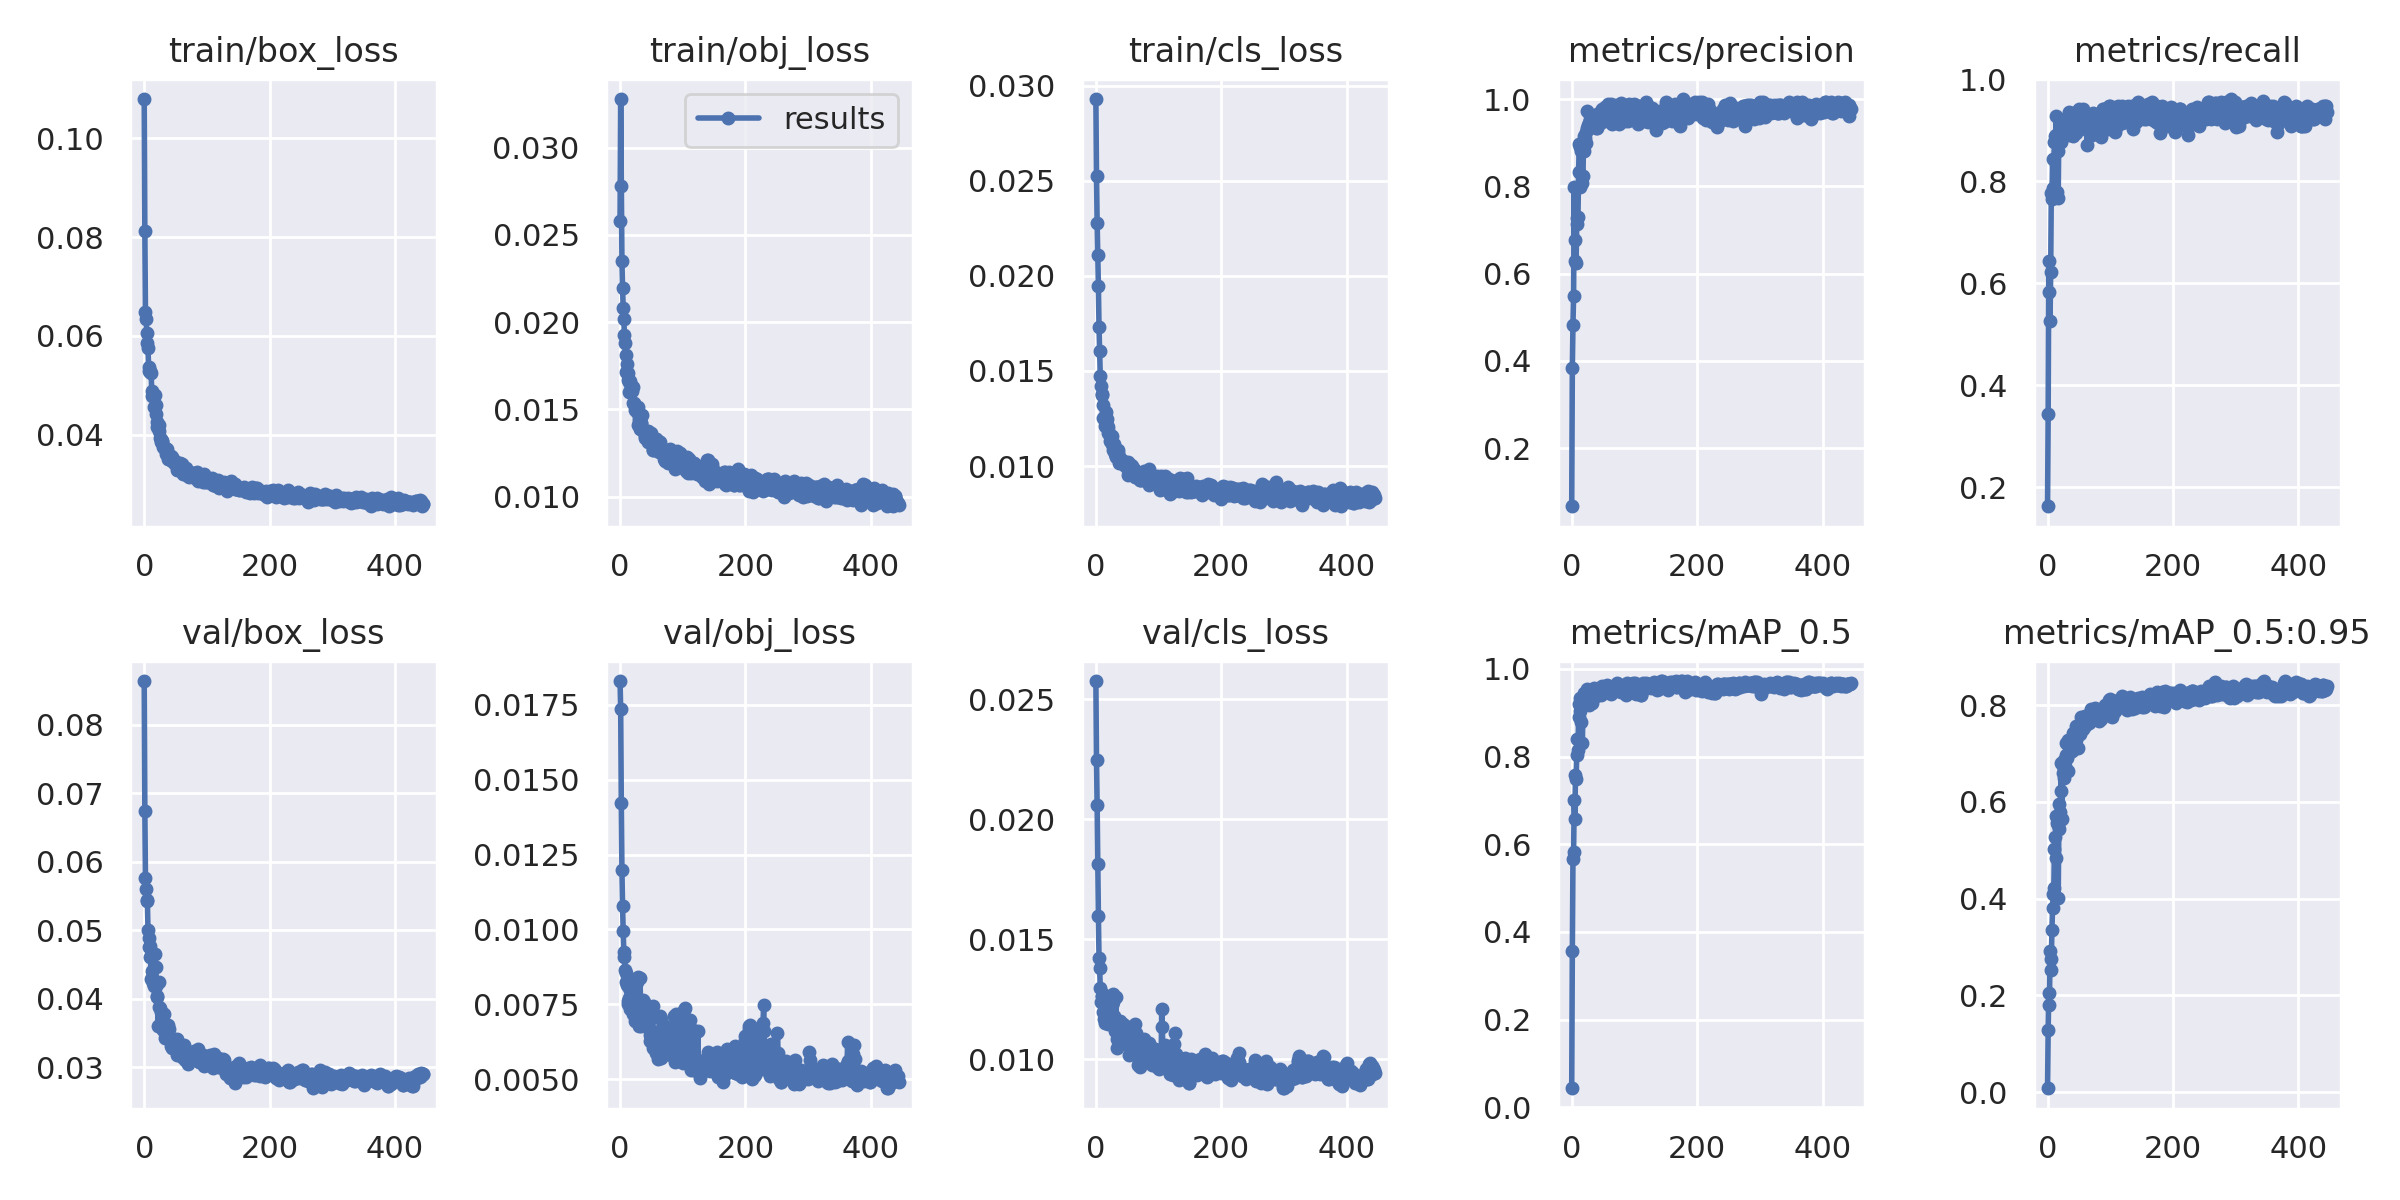 train/box_loss
0.10
0.08
0.06
0.04
0 200 400
train/obj_loss
results
0.030
0.025
0.020
0.015
0.010
0 200 400
train/cls_loss
0.030
0.025
0.020
0.015
0.010
0 200 400
metrics/precision
1.0
0.8
0.6
0.4
0.2
0 200 400
metrics/recall
1.0
0.8
0.6
0.4
0.2
0 200 400
val/box_loss
0.08
0.07
0.06
0.05
0.04
0.03
0 200 400
val/obj_loss
0.0175
0.0150
0.0125
0.0100
0.0075
0.0050
0 200 400
val/cls_loss
0.025
0.020
0.015
0.010
0 200 400
metrics/mAP_0.5
1.0
0.8
0.6
0.4
0.2
0.0
0 200 400
metrics/mAP_0.5:0.95
0.8
0.6
0.4
0.2
0.0
0 200 400